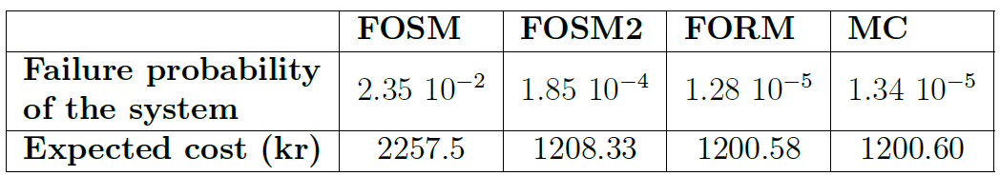 FOSM FOSM2 FORM MC
Failure probability
of the system
2.35 10⁻² 1.85 10⁻⁴ 1.28 10⁻⁵ 1.34 10⁻⁵
Expected cost (kr) 2257.5 1208.33 1200.58 1200.60